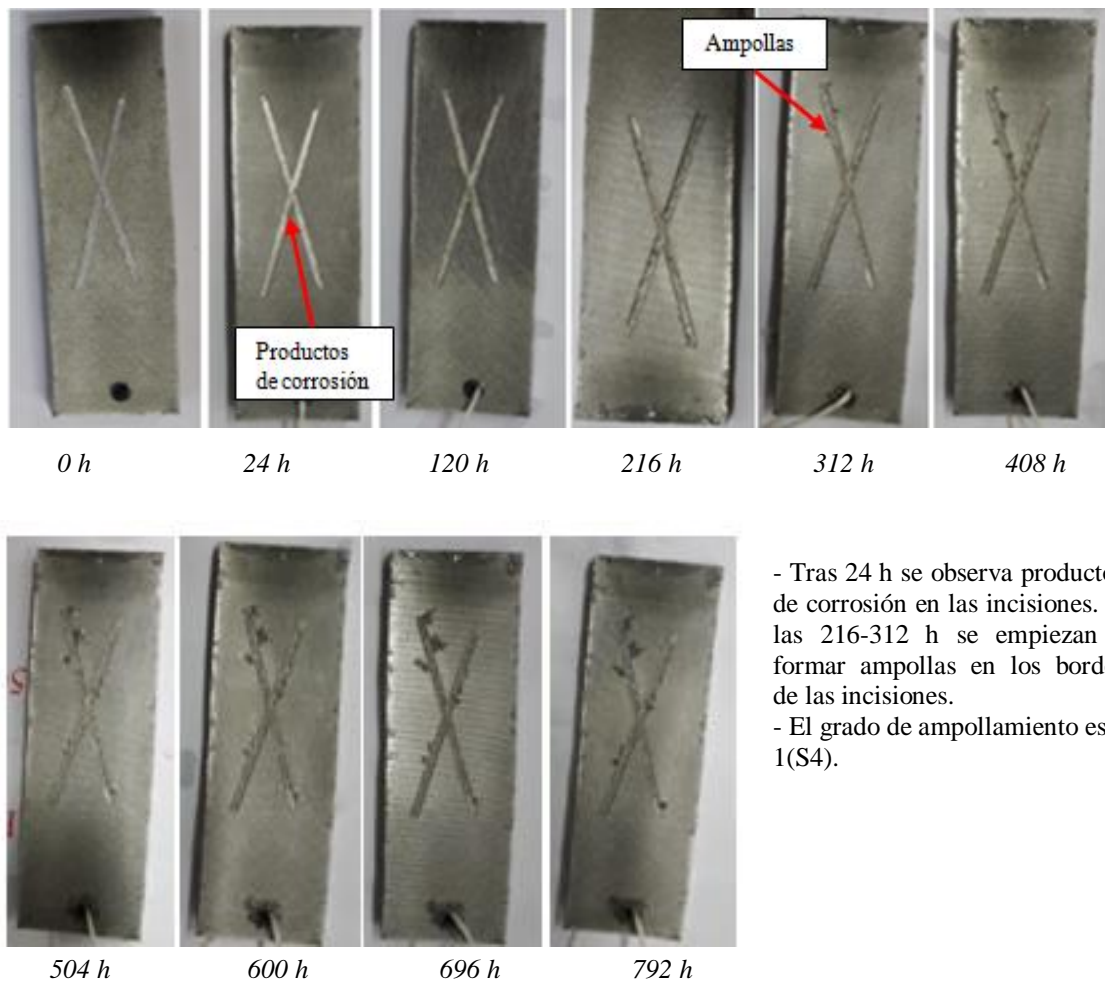 Ampollas
Productos
de corrosión
0 h
24 h
120 h
216 h
312 h
408 h
- Tras 24 h se observa producto
de corrosión en las incisiones.
las 216-312 h se empiezan
formar ampollas en los
de las incisiones.
- El grado de ampollamiento es
1(S4).
504 h
600 h
696 h
792 h